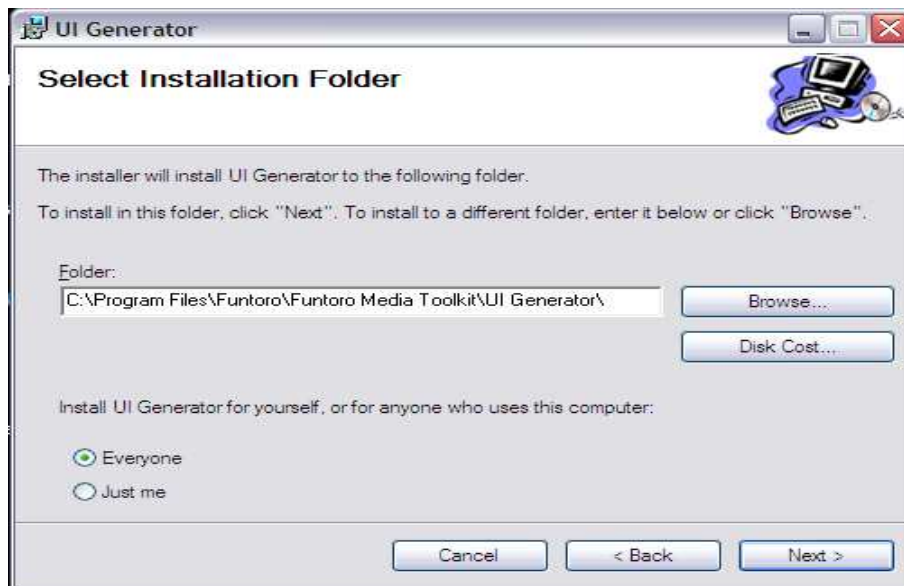 UI Generator
Select Installation Folder
The installer will install UI Generator to the following folder.
To install in this folder, click "Next". To install to a different folder, enter it below or click "Browse".
Folder:
C:\Program Files\Funtoro\Funtoro Media Toolkit\UI Generator\
Browse...
Disk Cost...
Install UI Generator for yourself, or for anyone who uses this computer:
Everyone
Just me
Cancel
< Back
Next >